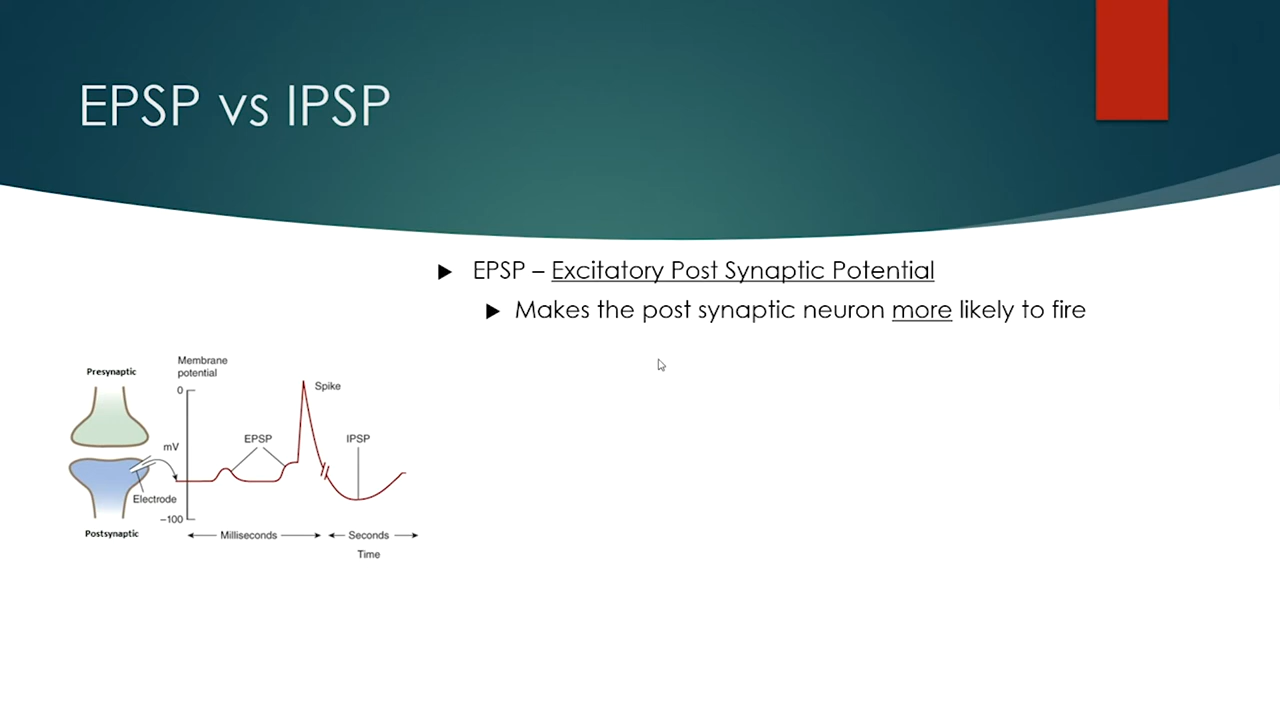 EPSP vs IPSP
EPSP – Excitatory Post Synaptic Potential
Makes the post synaptic neuron more likely to fire
Membrane
potential
Presynaptic
0
Spike
EPSP
IPSP
mV
Electrode
–100
Postsynaptic
Milliseconds
Seconds
Time